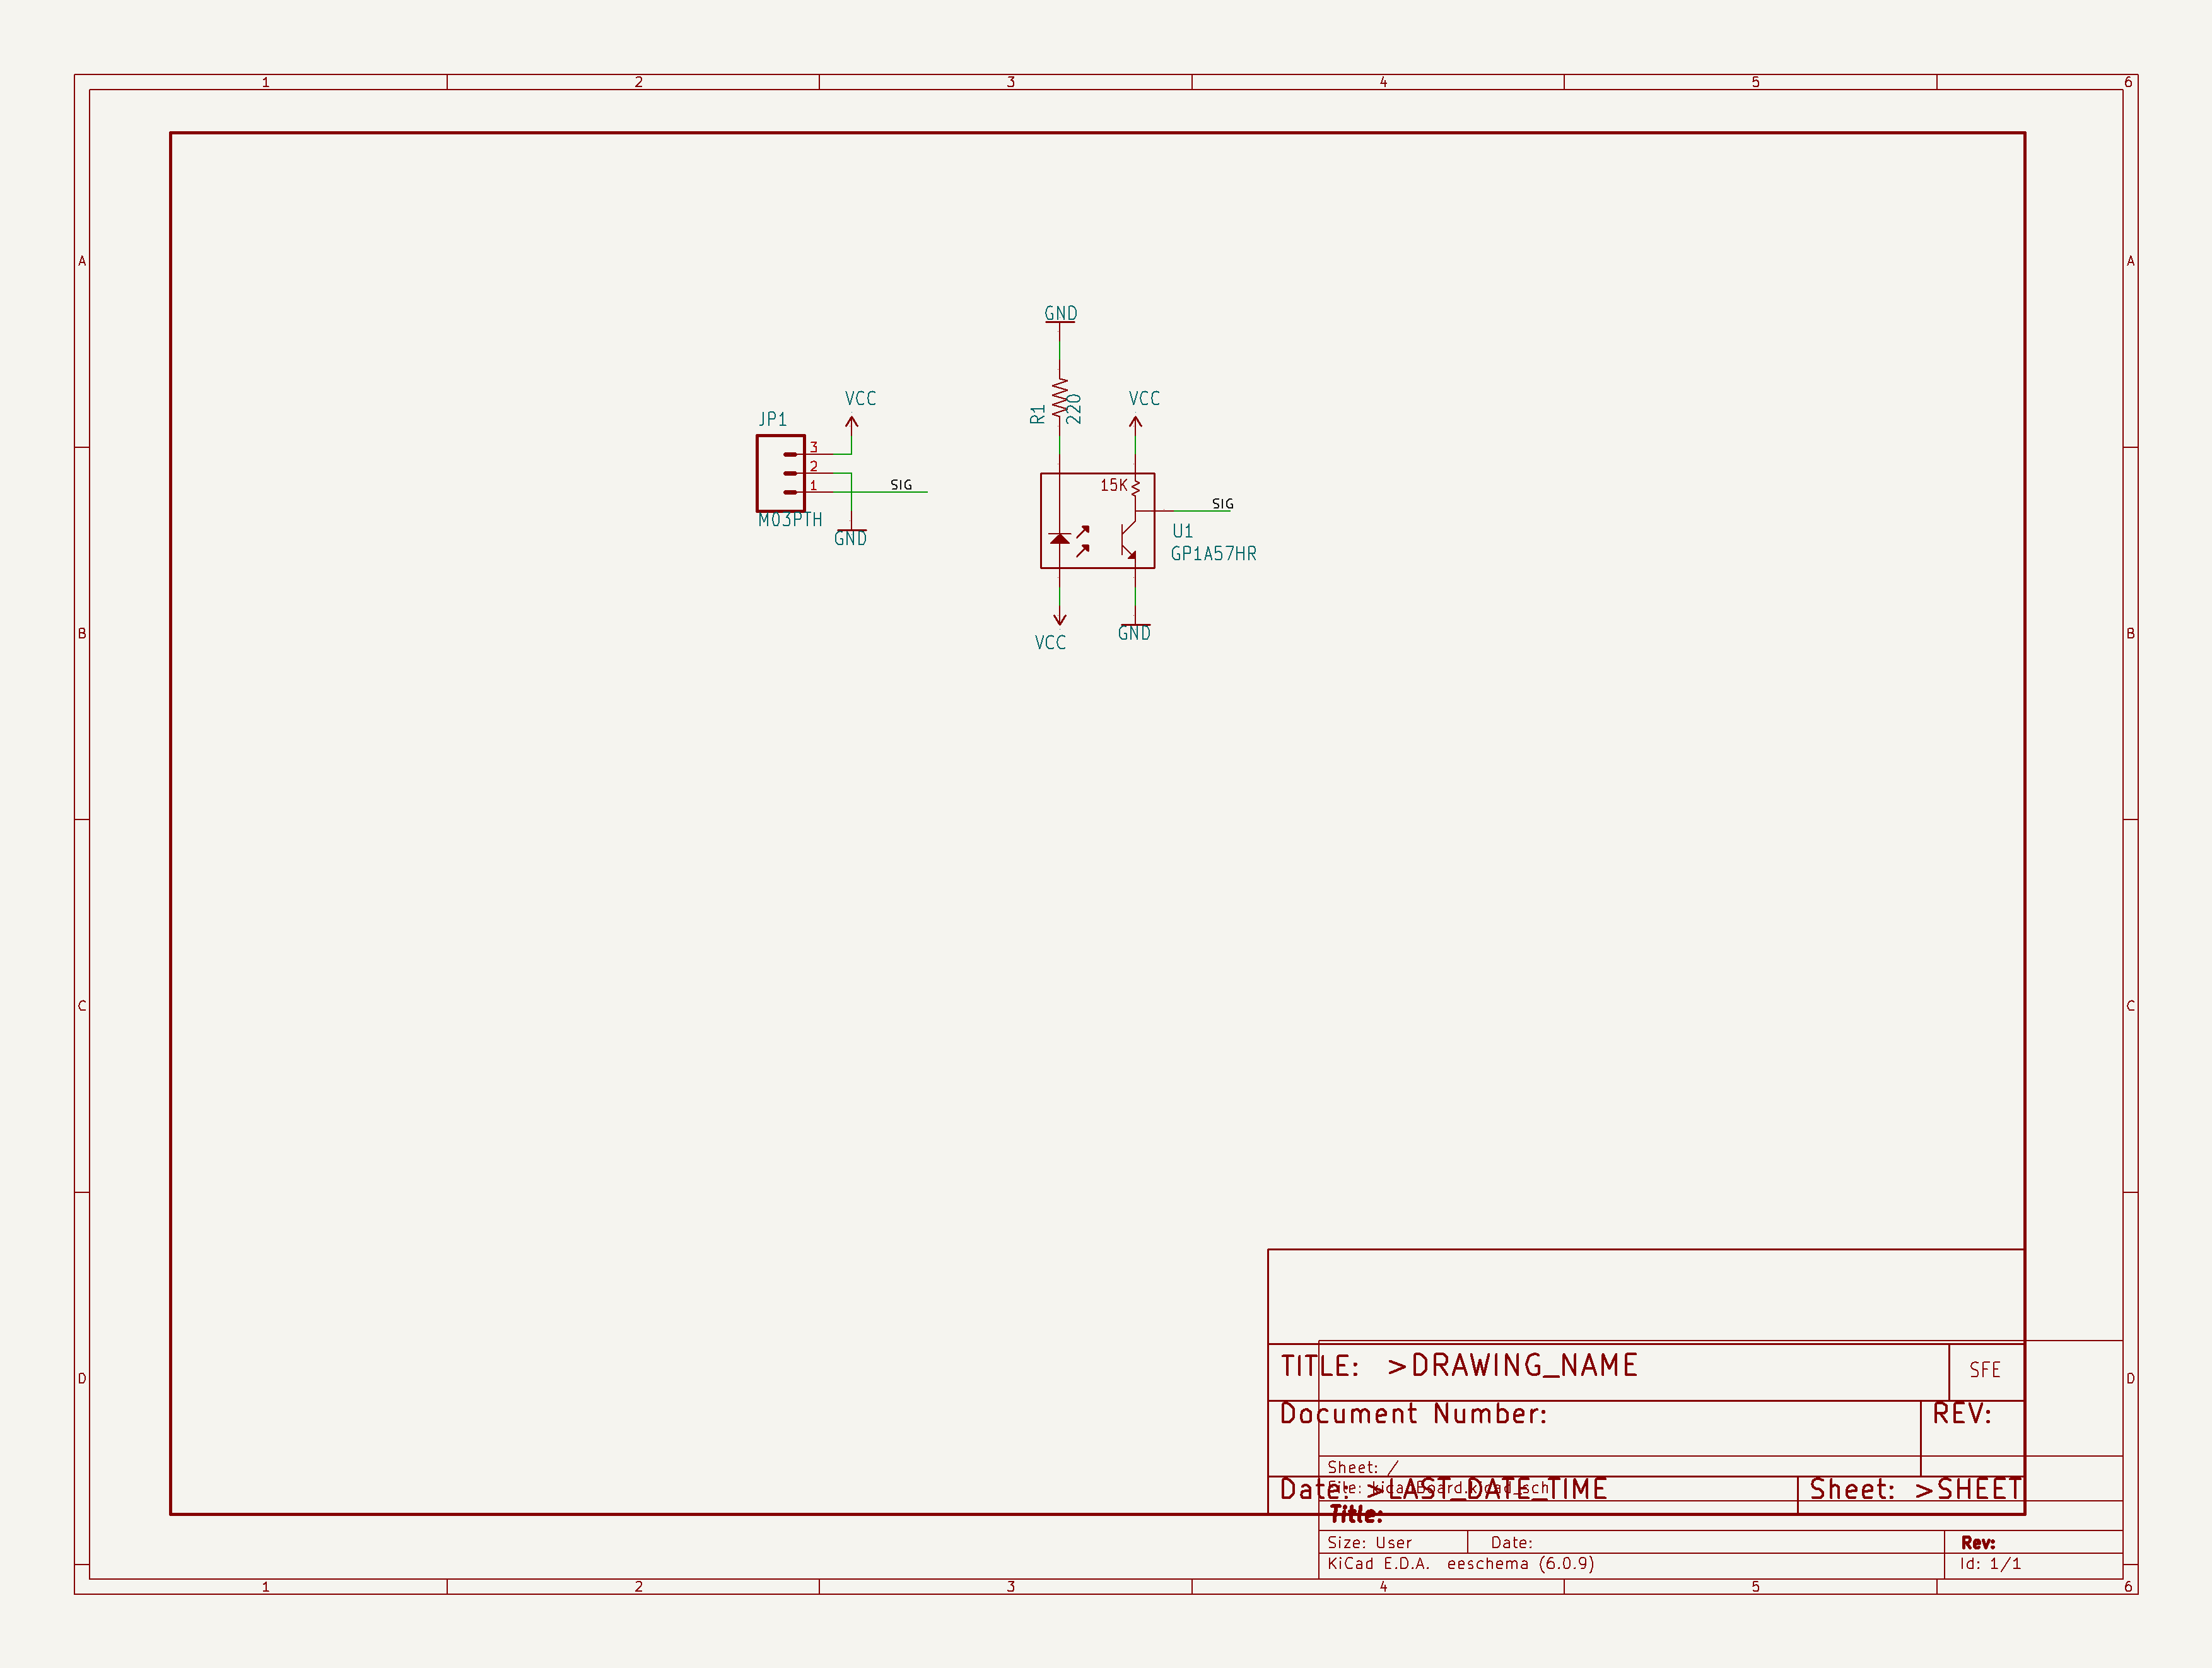 1 2 3 4 5 6
A A
GND
VCC VCC
JP1
R1
220
3
2
1
SIG
15K
SIG
M03PTH
U1
GND
GP1A57HR
VCC
GND
B B
C C
D D
TITLE: >DRAWING_NAME
SFE
Document Number:
REV:
Sheet: /
File: kicadBoard.kicad_sch
Date: >LAST_DATE_TIME
Sheet: >SHEET
Title:
Size: User
Date:
Rev:
KiCad E.D.A. eeschema (6.0.9)
Id: 1/1
1 2 3 4 5 6